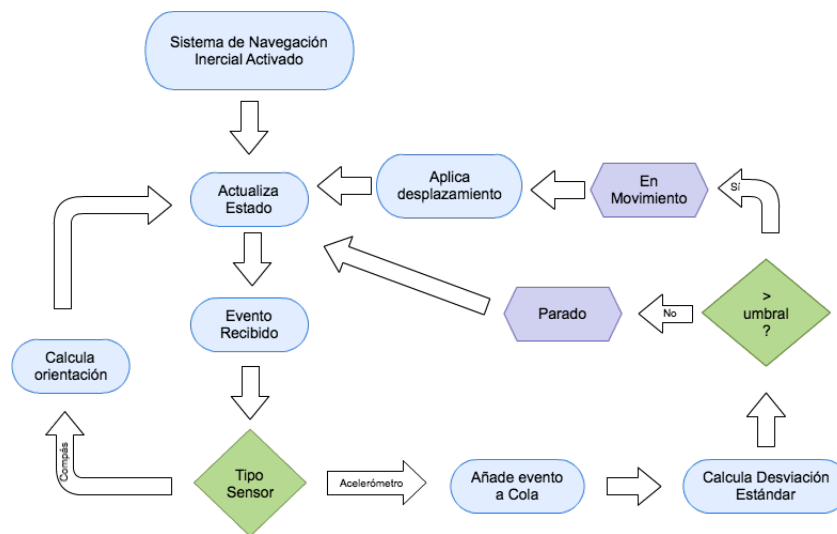 Sistema de Navegación
Inercial Activado
Actualiza
Estado
Aplica
desplazamiento
En
Movimiento
Sí
>
umbral
?
No
Parado
Evento
Recibido
Calcula
orientación
Compás
Tipo
Sensor
Acelerómetro
Añade evento
a Cola
Calcula Desviación
Estándar